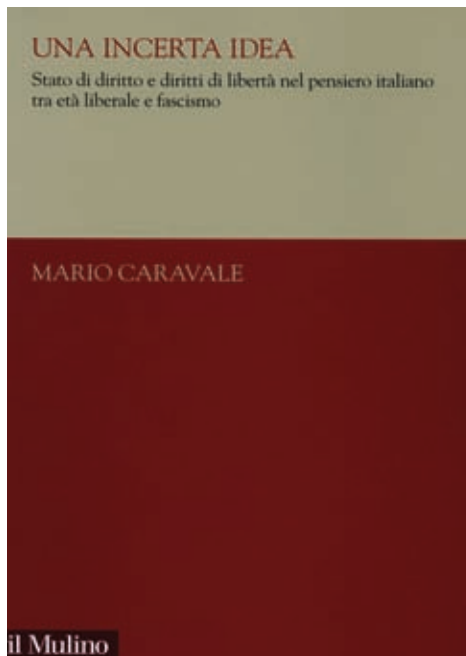 UNA INCERTA IDEA
Stato di diritto e diritti di libertà nel pensiero italiano
tra età liberale e fascismo
MARIO CARAVALE
il Mulino